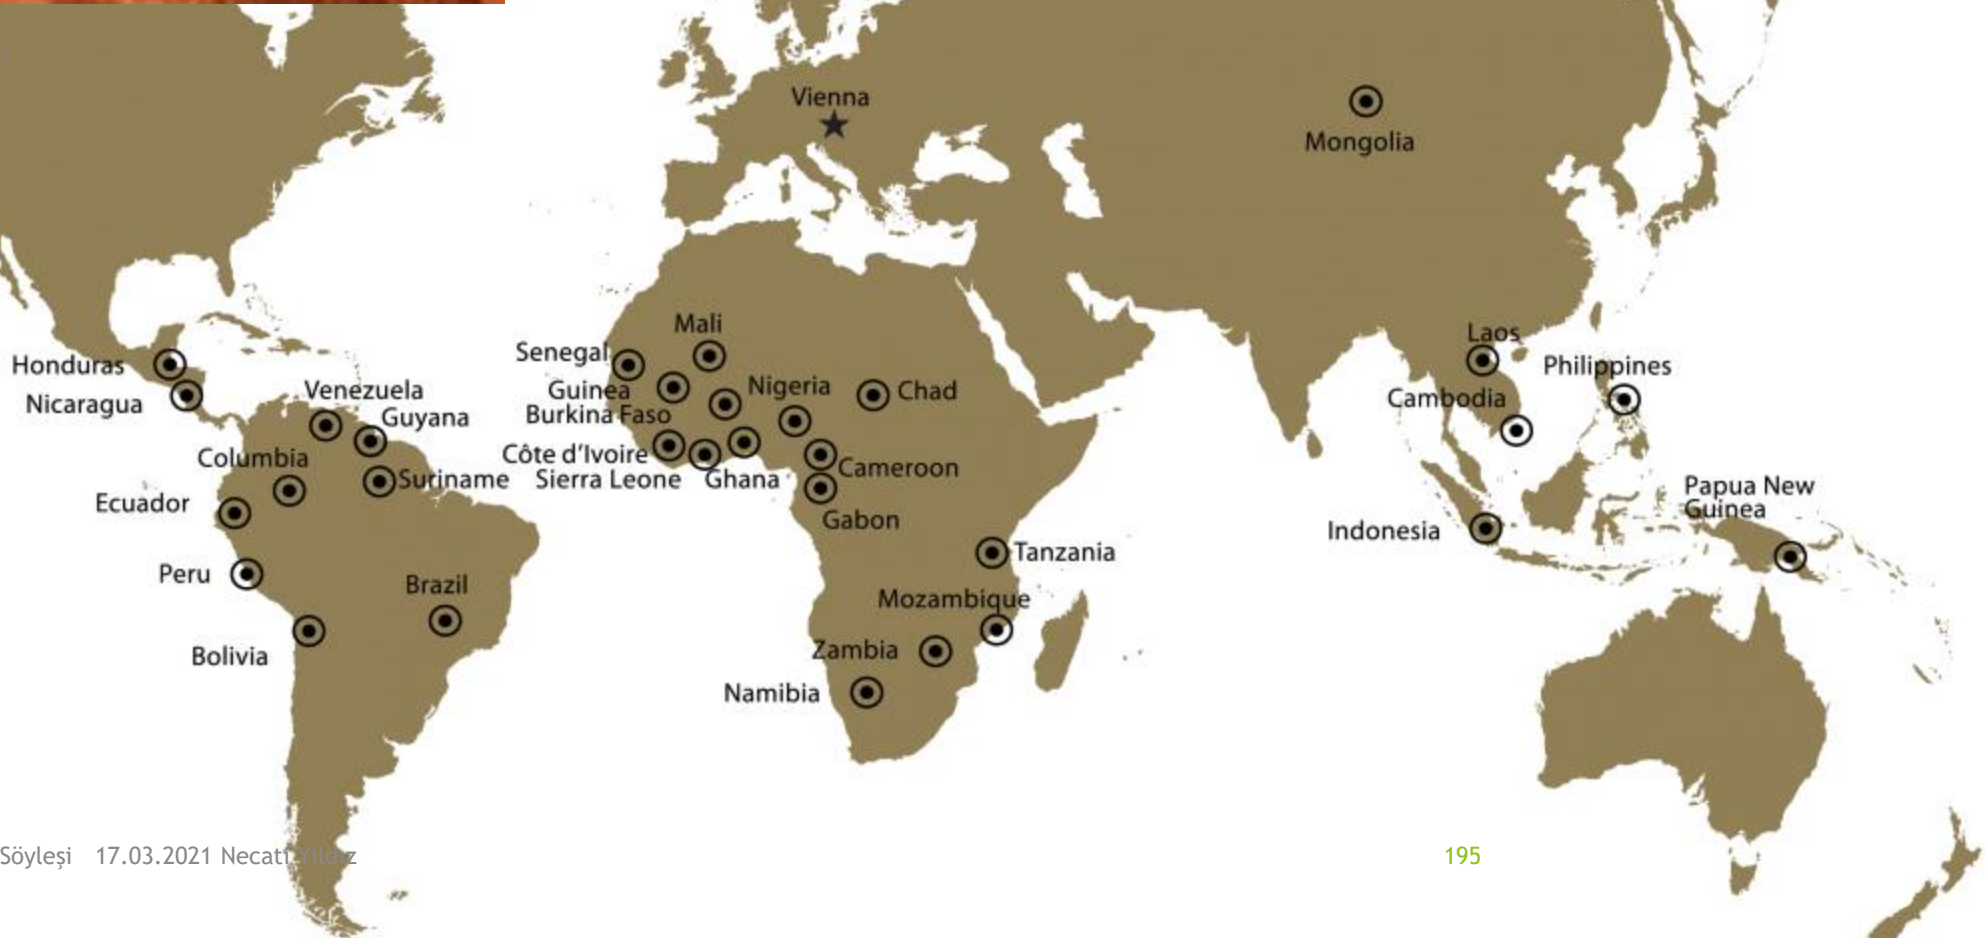 Vienna
Mongolia
Mali
Laos
Senegal
Honduras
Philippines
Guinea
Nigeria
Chad
Venezuela
Cambodia
Nicaragua
Burkina Faso
Guyana
Côte d'Ivoire
Columbia
Cameroon
Suriname
Sierra Leone
Ghana
Papua New
Guinea
Ecuador
Gabon
Indonesia
Tanzania
Peru
Brazil
Mozambique
Zambia
Bolivia
Namibia
Söyleşi 17.03.2021 Necati Yıldız
195